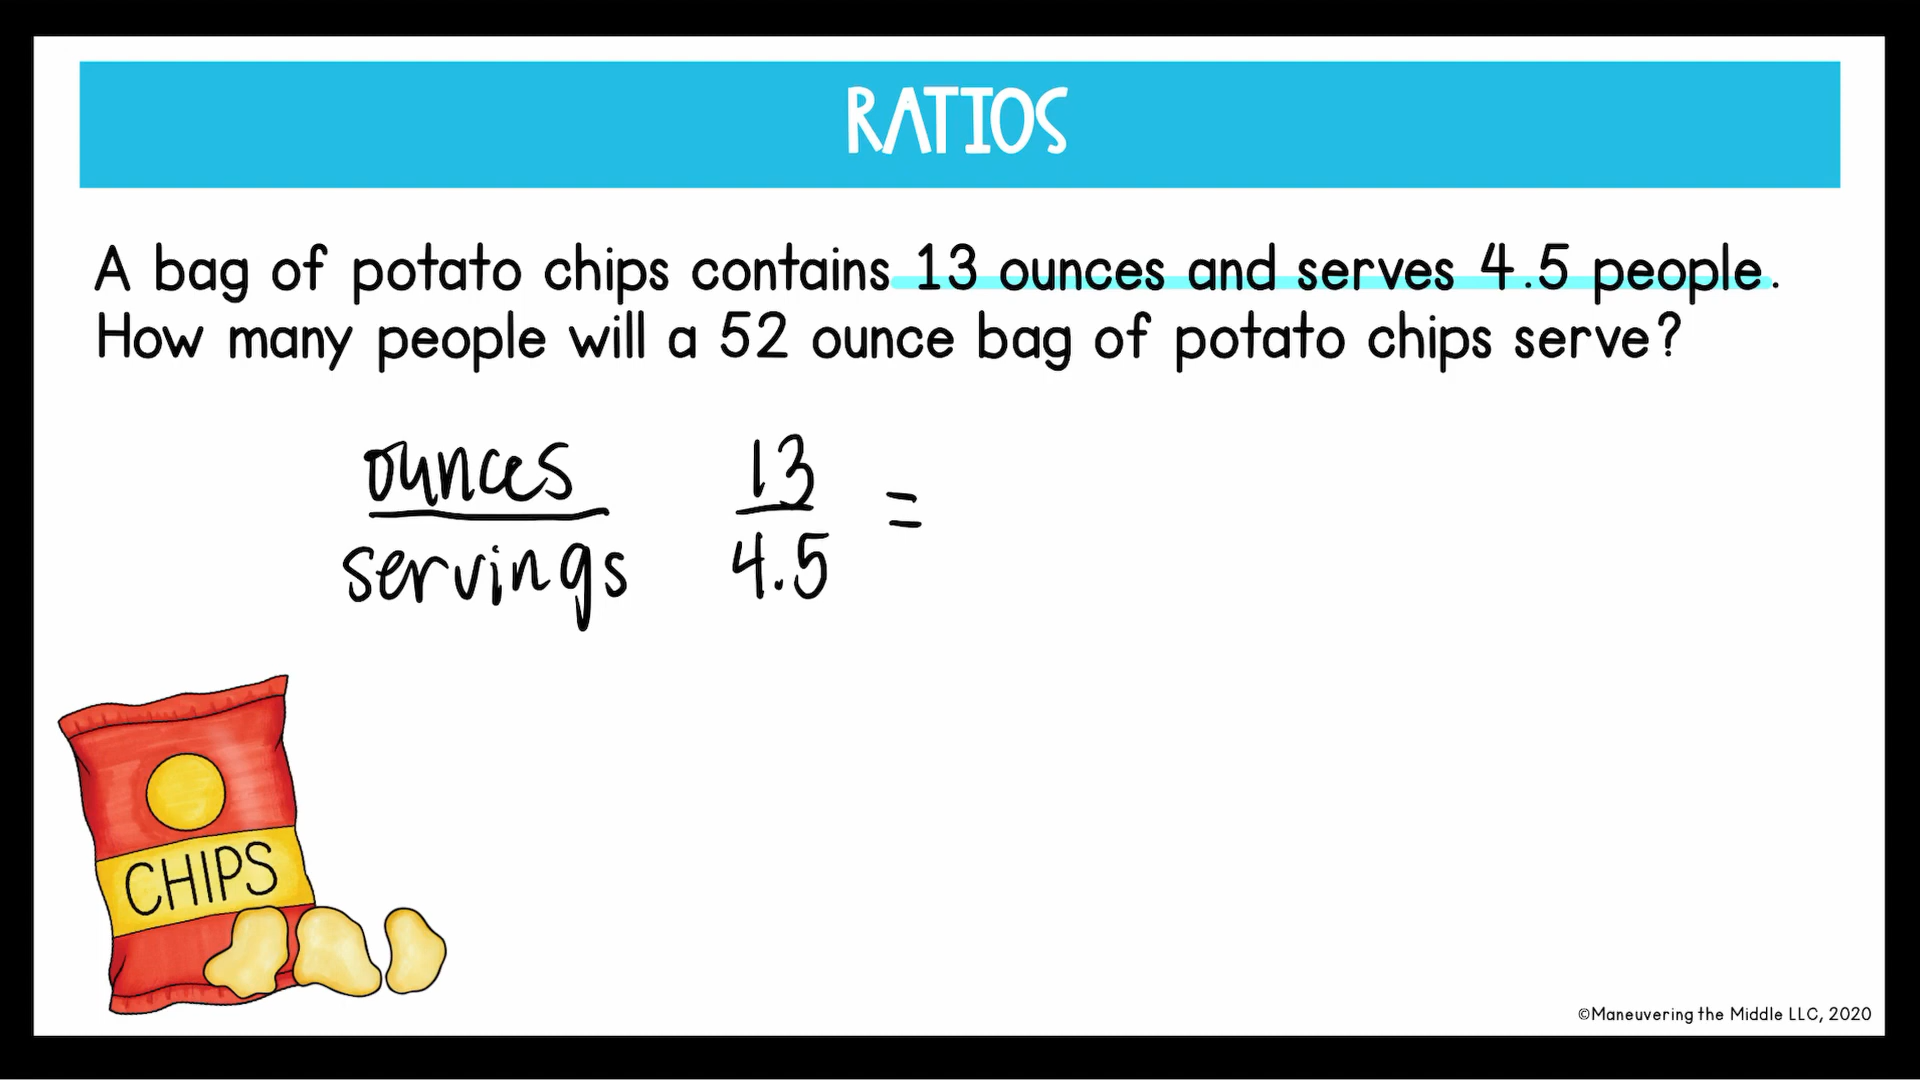 RATIOS
A bag of potato chips contains 13 ounces and serves 4.5 people.
How many people will a 52 ounce bag of potato chips serve?
ounces 13 =
servings 4.5
CHIPS
©Maneuvering the Middle LLC, 2020